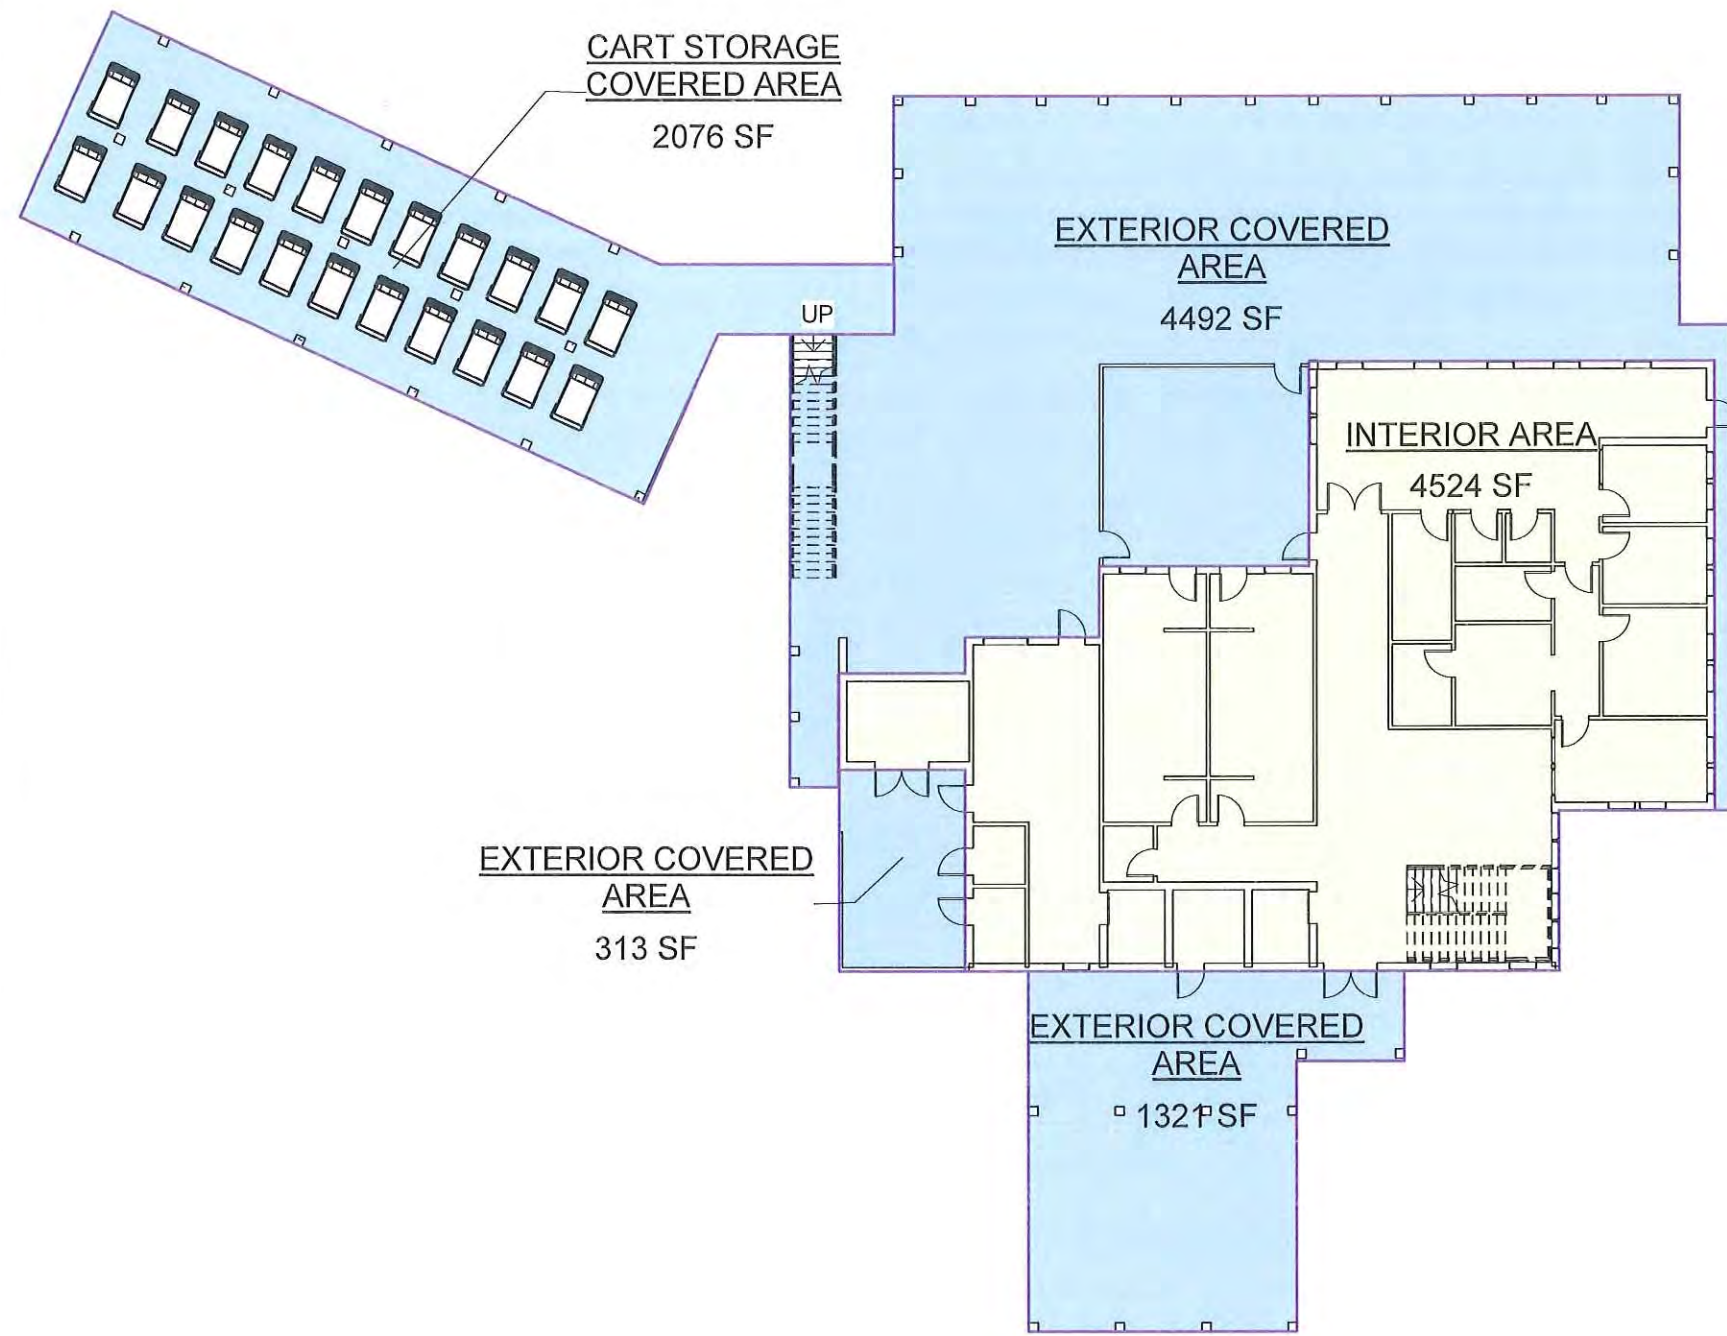 CART STORAGE
COVERED AREA
2076 SF
UP
EXTERIOR COVERED
AREA
4492 SF
INTERIOR AREA
4524 SF
EXTERIOR COVERED
AREA
313 SF
EXTERIOR COVERED
AREA
1321 SF